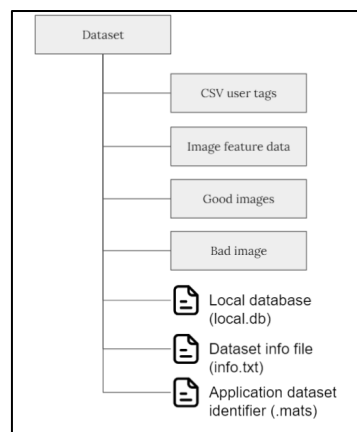 Dataset
CSV user tags
Image feature data
Good images
Bad image
Local database
(local.db)
Dataset info file
(info.txt)
Application dataset
identifier (.mats)